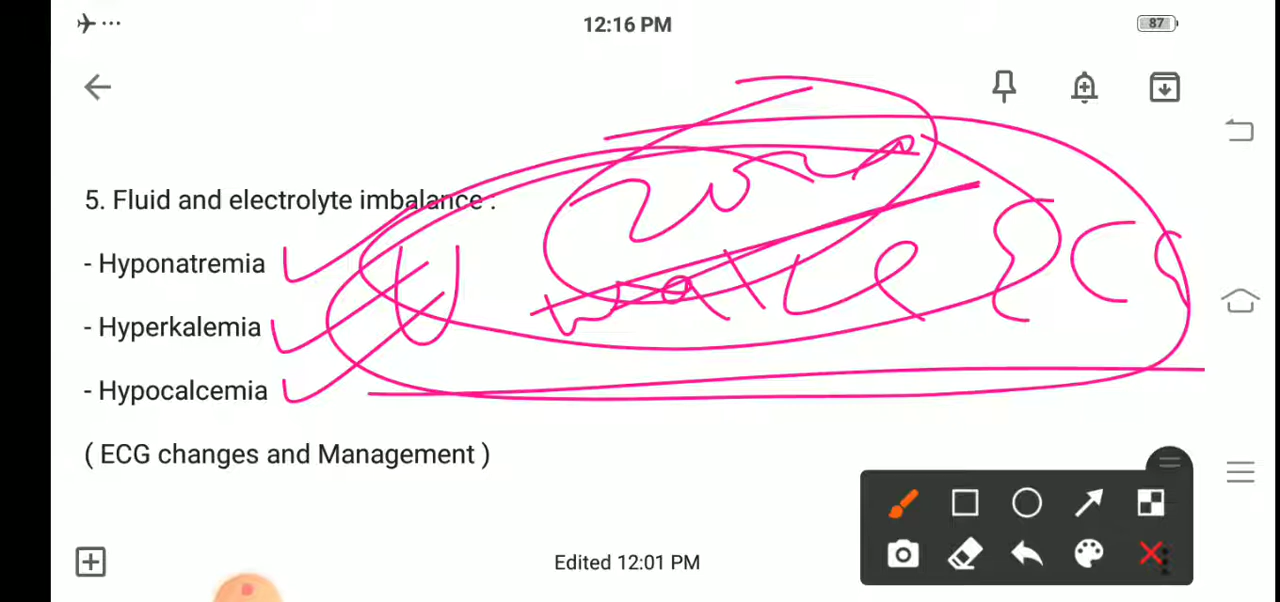 12:16 PM
87
5. Fluid and electrolyte imbalance :
- Hyponatremia
- Hyperkalemia
- Hypocalcemia
( ECG changes and Management )
Edited 12:01 PM